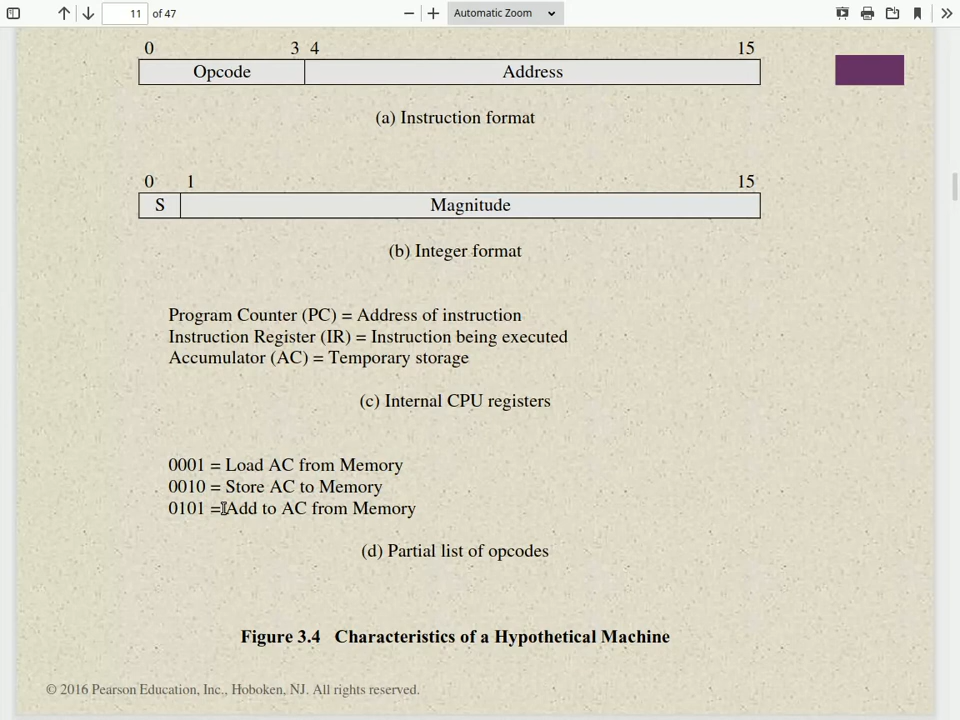 11 of 47
Automatic Zoom
0 3 4 15
Opcode Address
(a) Instruction format
0 1 15
S Magnitude
(b) Integer format
Program Counter (PC) = Address of instruction
Instruction Register (IR) = Instruction being executed
Accumulator (AC) = Temporary storage
(c) Internal CPU registers
0001 = Load AC from Memory
0010 = Store AC to Memory
0101 = Add to AC from Memory
(d) Partial list of opcodes
Figure 3.4 Characteristics of a Hypothetical Machine
© 2016 Pearson Education, Inc., Hoboken, NJ. All rights reserved.